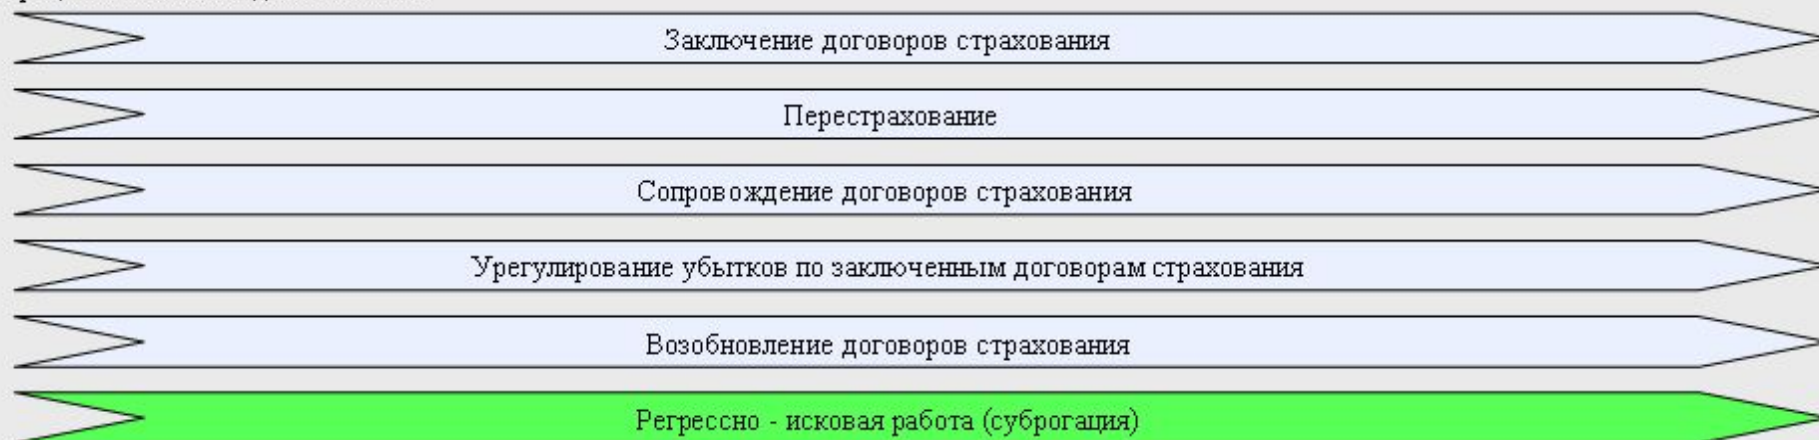 Заключение договоров страхования
Перестрахование
Сопровождение договоров страхования
Урегулирование убытков по заключенным договорам страхования
Возобновление договоров страхования
Регрессно - исковая работа (суброгация)